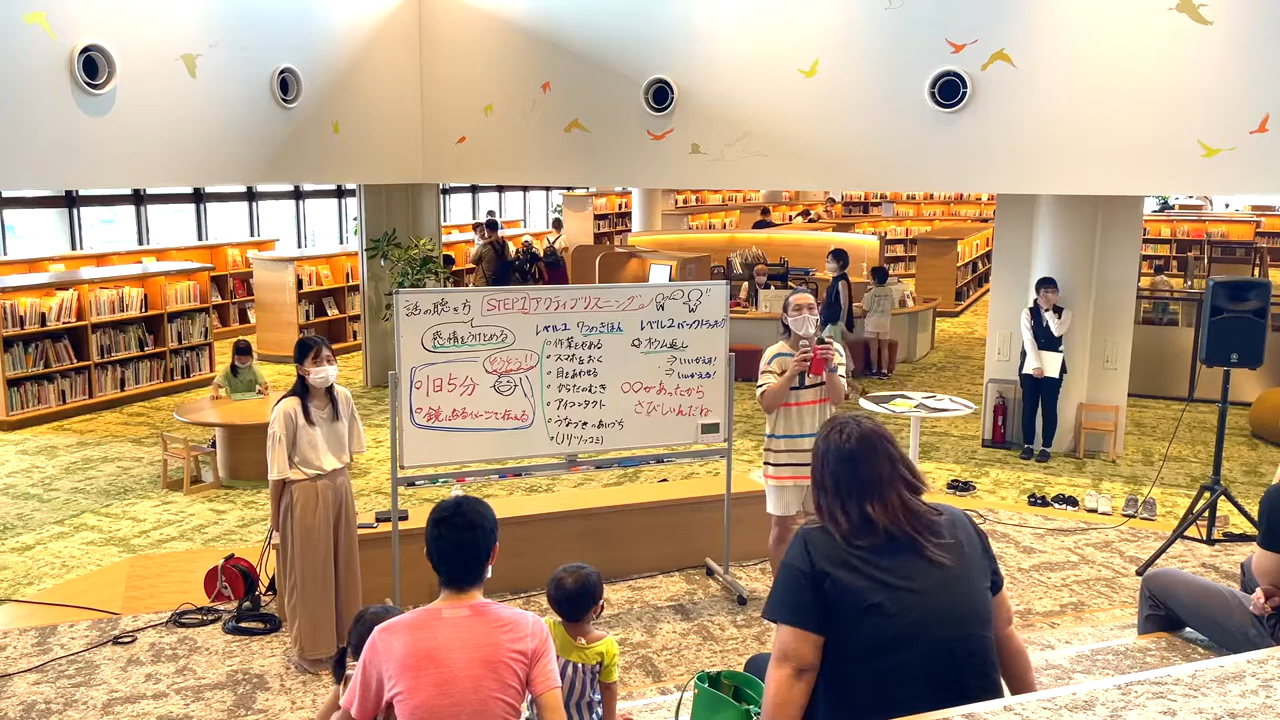 話の聴き方 STEP1 アクティブリスニング
感情をうけとめる
そうそう!!
1日5分
鏡になるイメージで伝える
レベル1 7つのきほん
作業をやめる
スマホをおく
目をあわせる
からだのむき
アイコンタクト
うなづき・あいづち
(ノリツッコミ)
レベル2 バックトラッキング
オウム返し
→いいかえす!
→いいかえる!
〇〇があったから
さびしいんだね